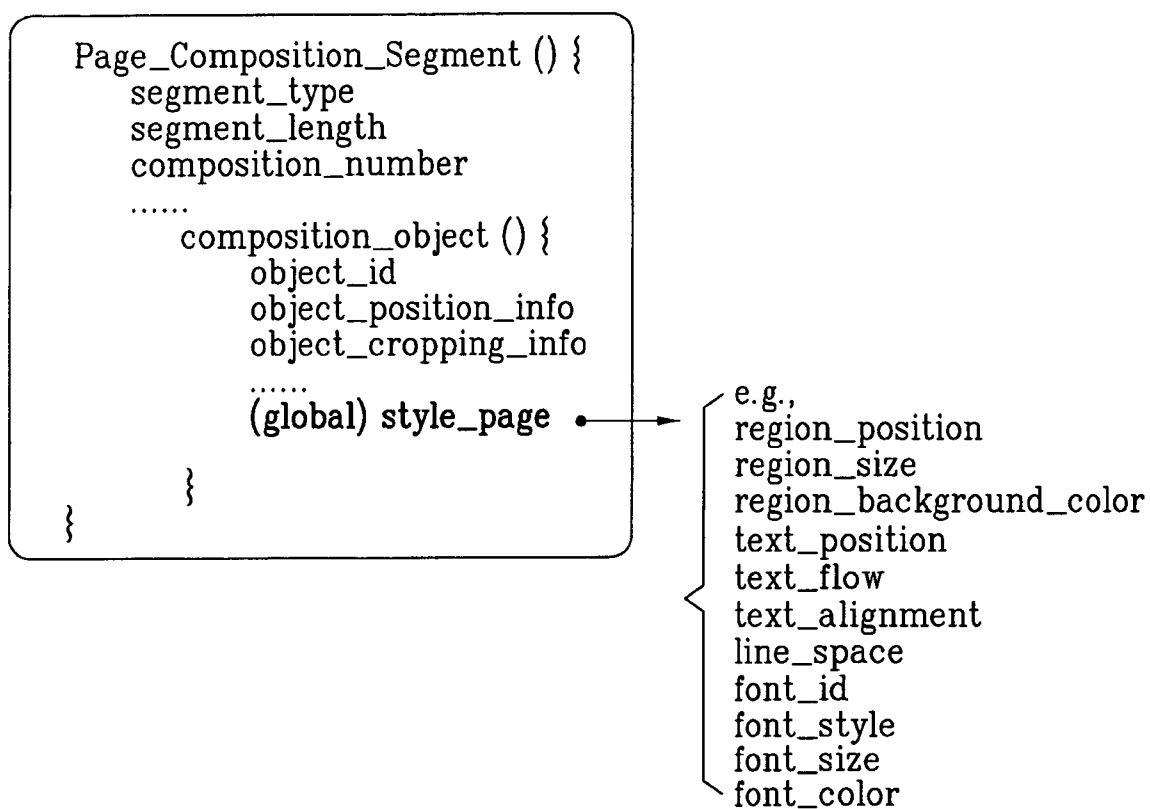 Page_Composition_Segment () {
segment_type
segment_length
composition_number
......
composition_object () {
object_id
object_position_info
object_cropping_info
......
(global) style_page
}
}
e.g.,
region_position
region_size
region_background_color
text_position
text_flow
text_alignment
line_space
font_id
font_style
font_size
font_color